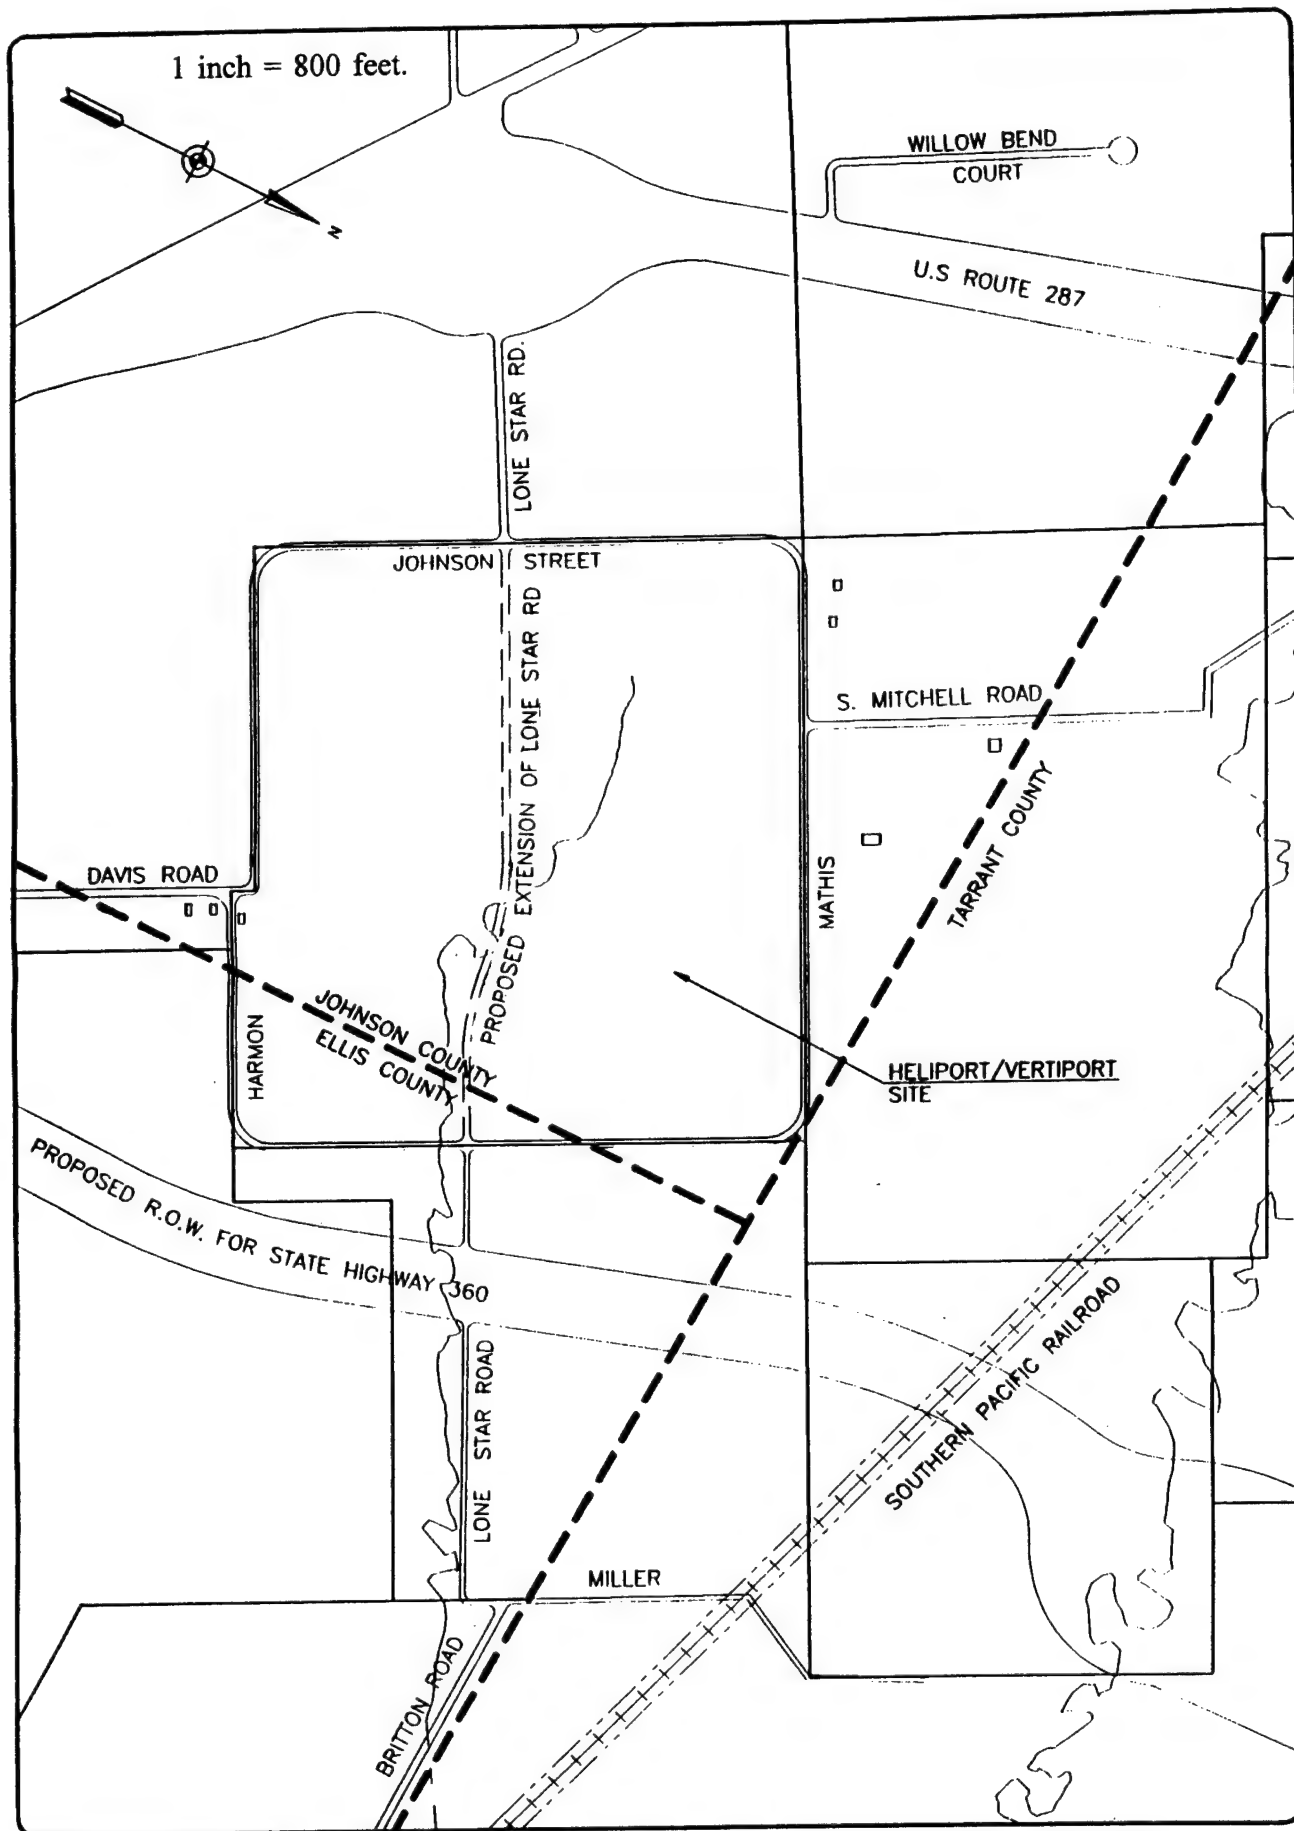 1 inch = 800 feet.
N
WILLOW BEND
COURT
U.S ROUTE 287
LONE STAR RD.
JOHNSON STREET
PROPOSED EXTENSION OF LONE STAR RD
S. MITCHELL ROAD
TARRANT COUNTY
MATHIS
DAVIS ROAD
HARMON
JOHNSON COUNTY
ELLIS COUNTY
HELIPORT/VERTIPORT
SITE
PROPOSED R.O.W. FOR STATE HIGHWAY 360
SOUTHERN PACIFIC RAILROAD
LONE STAR ROAD
MILLER
BRITTON ROAD